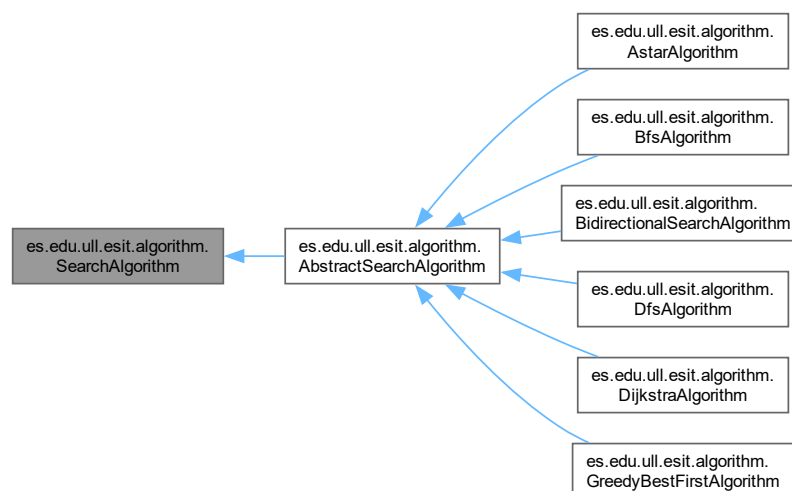 es.edu.ull.esit.algorithm.
AstarAlgorithm
es.edu.ull.esit.algorithm.
BfsAlgorithm
es.edu.ull.esit.algorithm.
BidirectionalSearchAlgorithm
es.edu.ull.esit.algorithm.
SearchAlgorithm
es.edu.ull.esit.algorithm.
AbstractSearchAlgorithm
es.edu.ull.esit.algorithm.
DfsAlgorithm
es.edu.ull.esit.algorithm.
DijkstraAlgorithm
es.edu.ull.esit.algorithm.
GreedyBestFirstAlgorithm